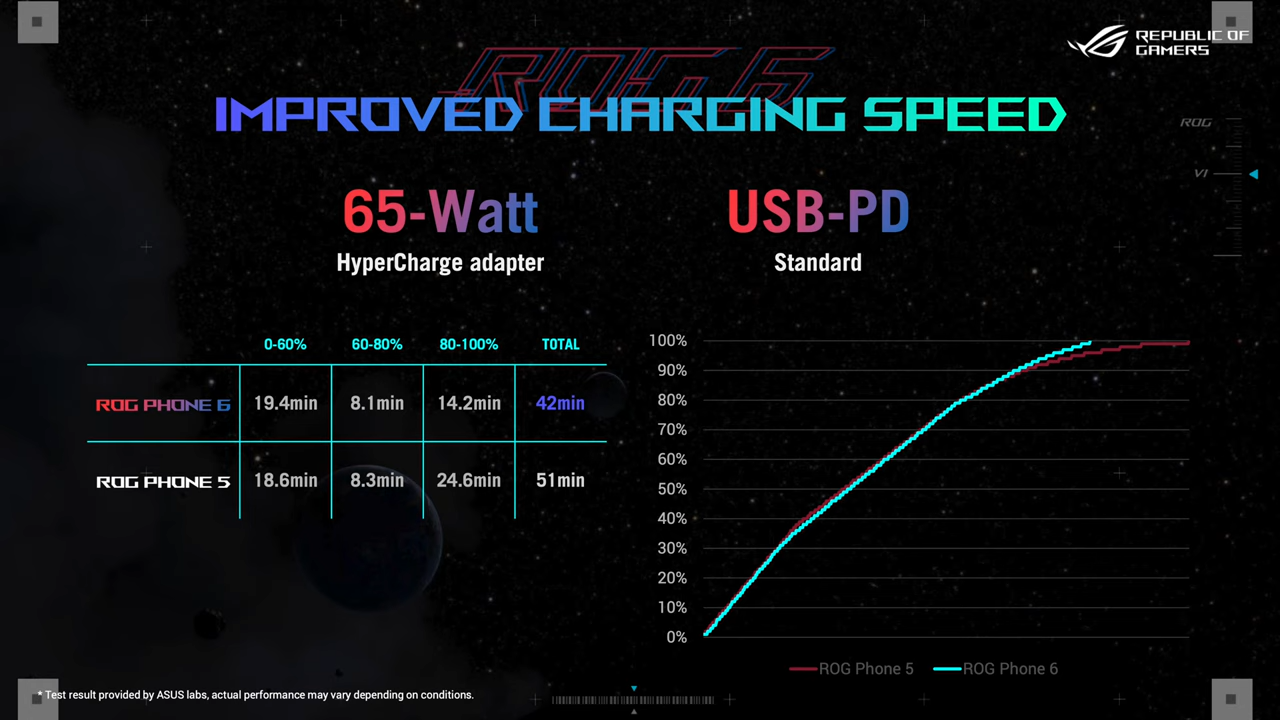 REPUBLIC OF
GAMERS
ROG 6
IMPROVED CHARGING SPEED
ROG
VI
65-Watt
HyperCharge adapter
USB-PD
Standard
0-60% 60-80% 80-100% TOTAL
ROG PHONE 6 19.4min 8.1min 14.2min 42min
ROG PHONE 5 18.6min 8.3min 24.6min 51min
100%
90%
80%
70%
60%
50%
40%
30%
20%
10%
0%
ROG Phone 5 ROG Phone 6
* Test result provided by ASUS labs, actual performance may vary depending on conditions.